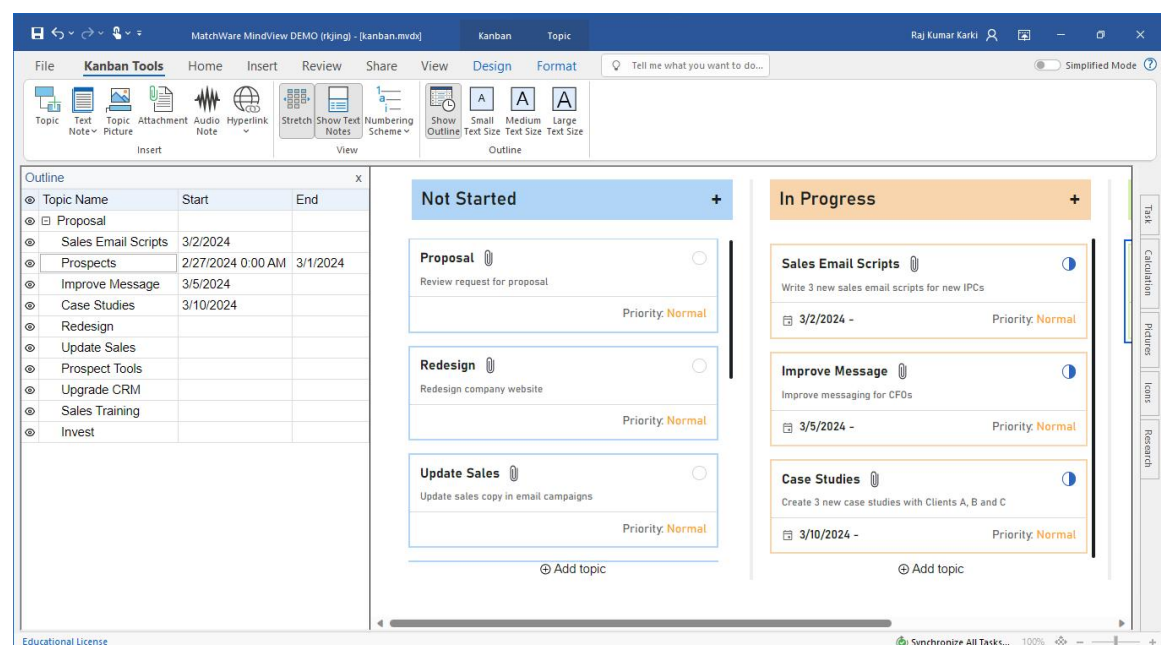 MatchWare MindView DEMO (rkjing) - [kanban.mvdx]
Kanban
Topic
Raj Kumar Karki
File Kanban Tools Home Insert Review Share View Design Format
Tell me what you want to do...
Simplified Mode
Topic
Text Note
Topic Picture
Attachment
Audio Note
Hyperlink
Insert
Stretch
Show Text Notes
Numbering Scheme
View
Show Outline
A
Small Text Size
A
Medium Text Size
A
Large Text Size
Outline
Outline x
Topic Name Start End
Proposal
Sales Email Scripts 3/2/2024
Prospects 2/27/2024 0:00 AM 3/1/2024
Improve Message 3/5/2024
Case Studies 3/10/2024
Redesign
Update Sales
Prospect Tools
Upgrade CRM
Sales Training
Invest
Not Started +
Proposal
Review request for proposal
Priority: Normal
Redesign
Redesign company website
Priority: Normal
Update Sales
Update sales copy in email campaigns
Priority: Normal
Add topic
In Progress +
Sales Email Scripts
Write 3 new sales email scripts for new IPCs
3/2/2024 - Priority: Normal
Improve Message
Improve messaging for CFOs
3/5/2024 - Priority: Normal
Case Studies
Create 3 new case studies with Clients A, B and C
3/10/2024 - Priority: Normal
Add topic
Task
Calculation
Pictures
Icons
Research
Educational License
Synchronize All Tasks... 100%